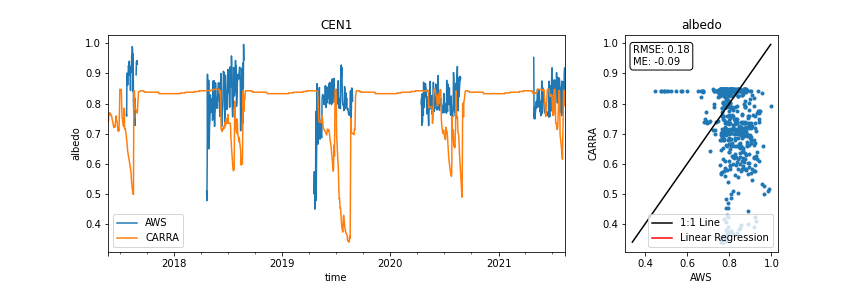 CEN1
albedo
1.0
0.9
0.8
0.7
0.6
0.5
0.4
AWS
CARRA
2018
2019
2020
2021
time
albedo
RMSE: 0.18
ME: -0.09
CARRA
1.0
0.9
0.8
0.7
0.6
0.5
0.4
1:1 Line
Linear Regression
0.4
0.6
0.8
1.0
AWS